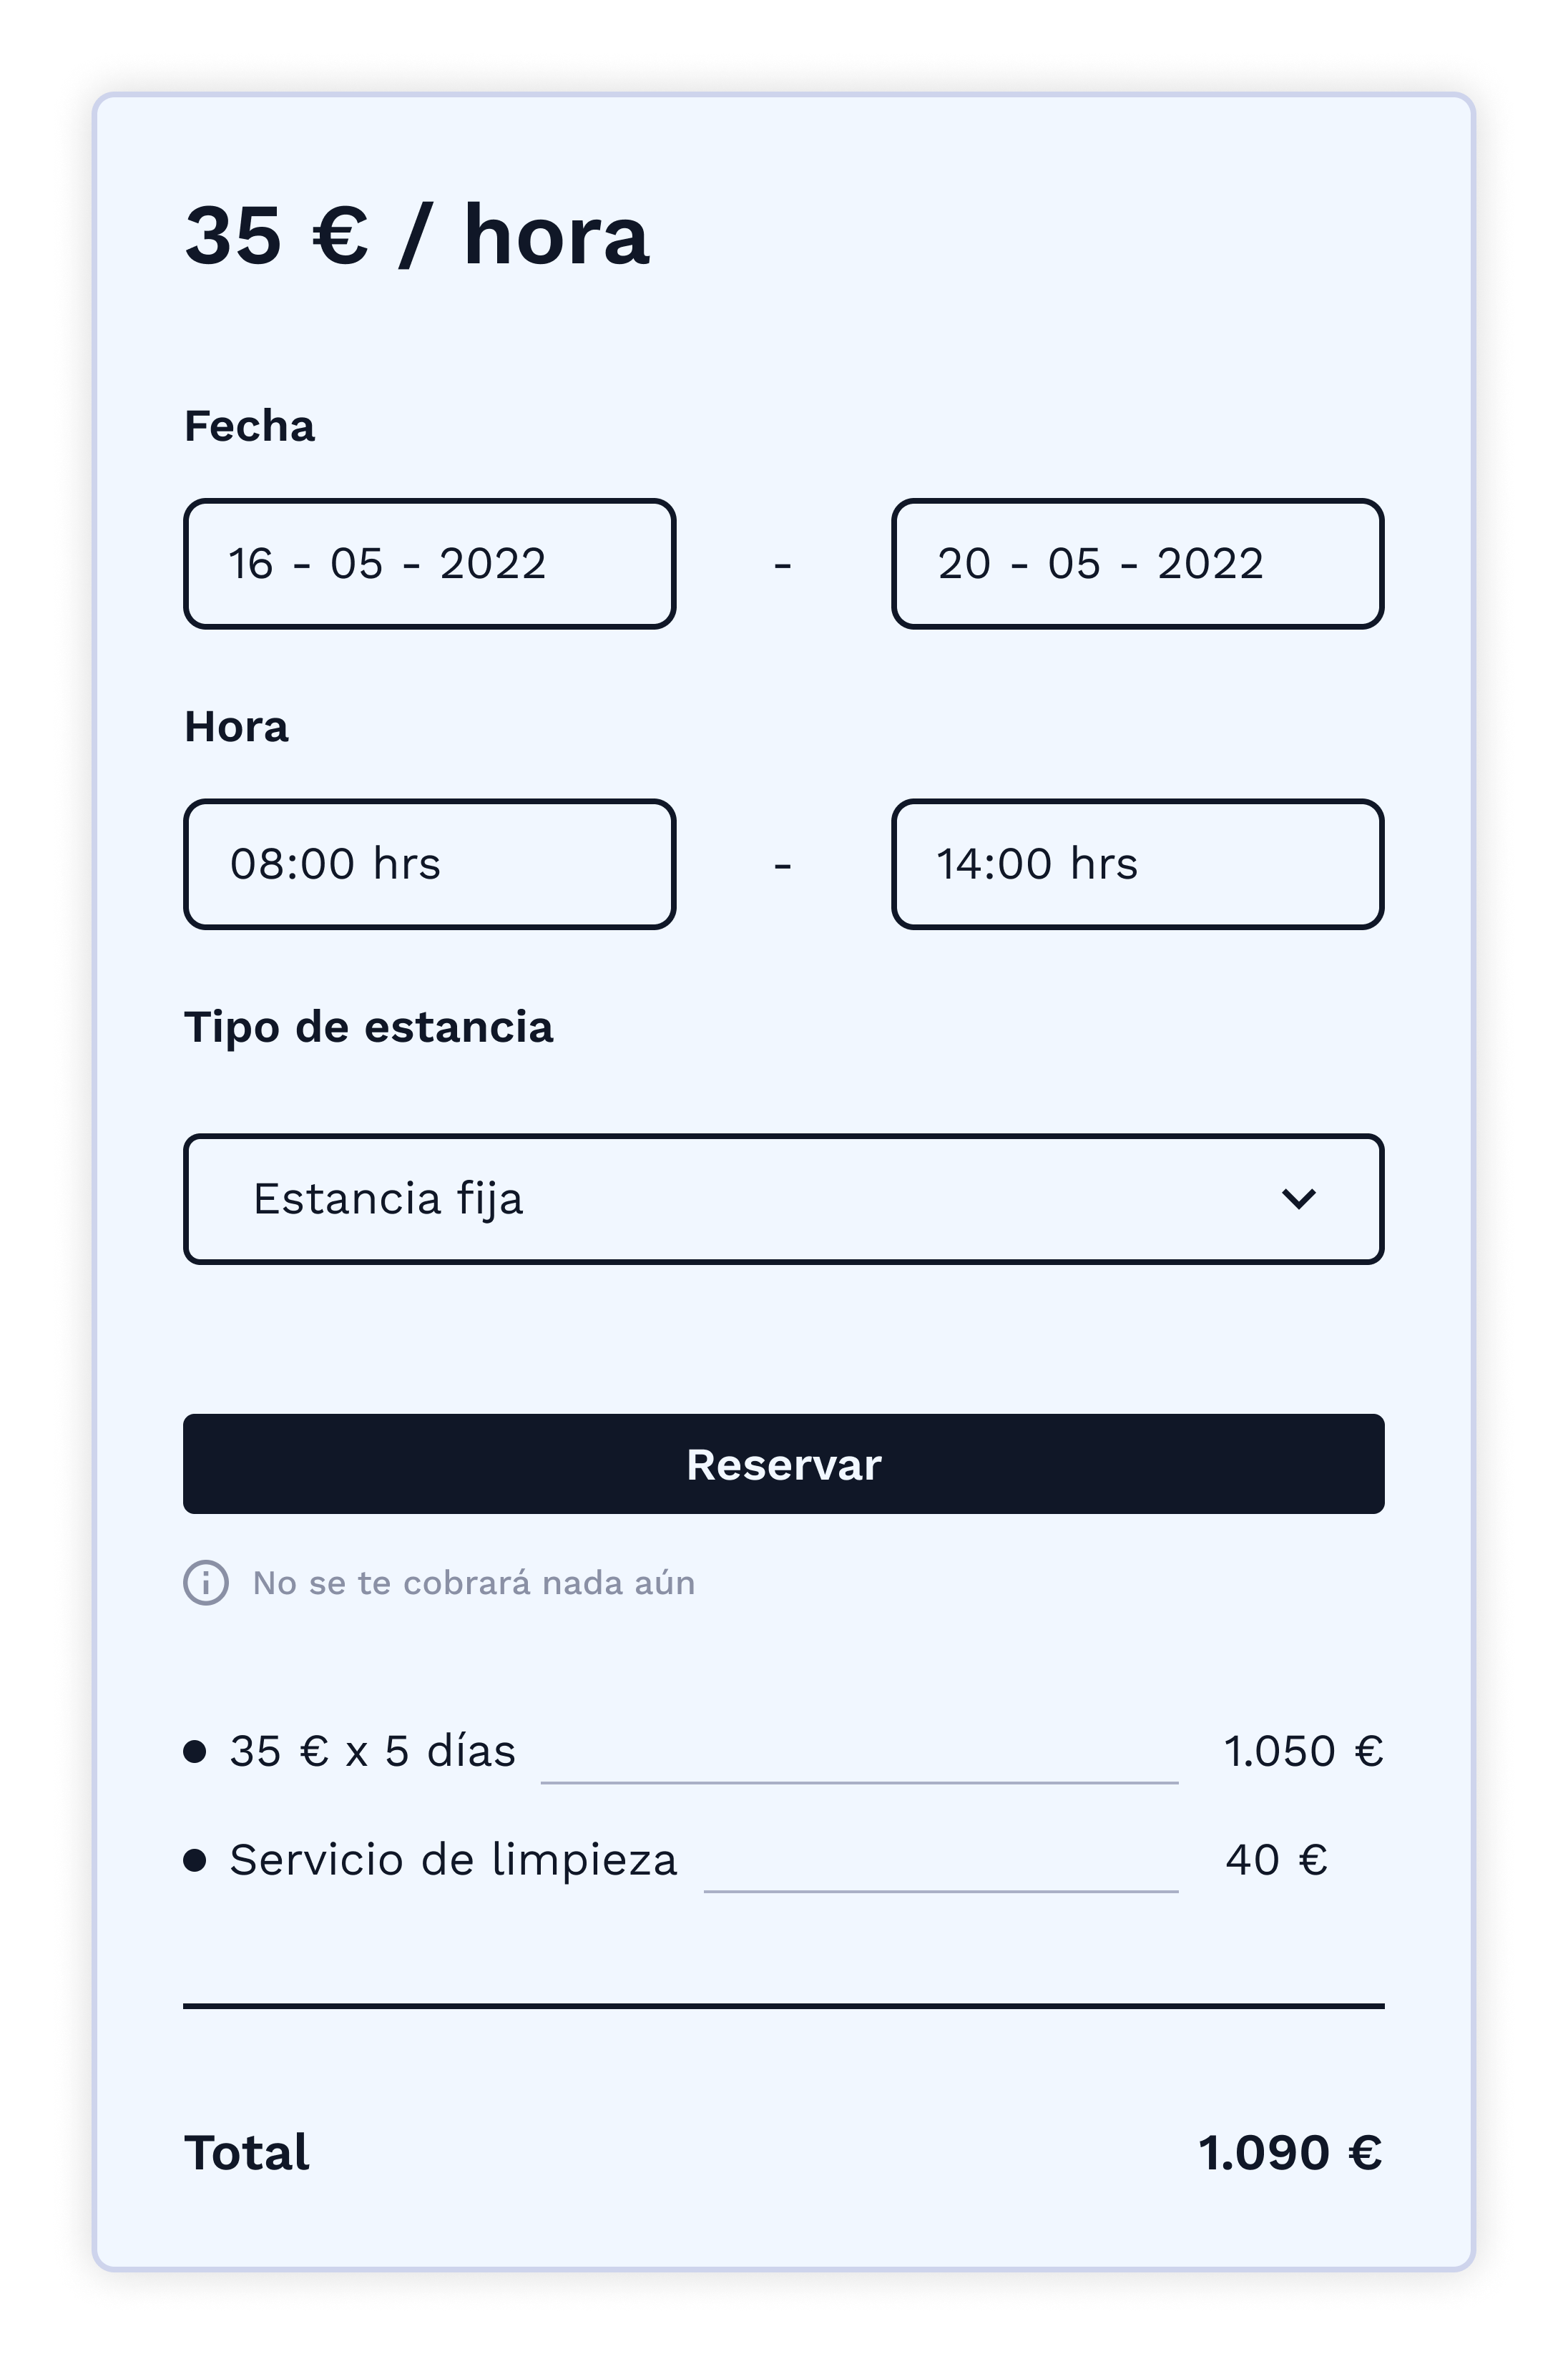 35 € / hora
Fecha
16 - 05 - 2022 - 20 - 05 - 2022
Hora
08:00 hrs - 14:00 hrs
Tipo de estancia
Estancia fija
Reservar
No se te cobrará nada aún
35 € x 5 días 1.050 €
Servicio de limpieza 40 €
Total 1.090 €